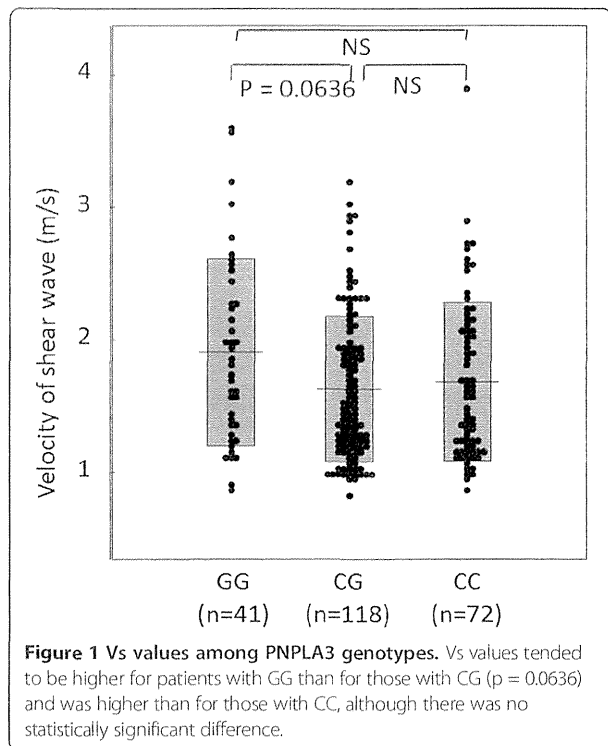 NS
4
P = 0.0636
NS
3
2
1
Velocity of shear wave (m/s)
GG
CG
CC
(n=41)
(n=118)
(n=72)
Figure 1 Vs values among PNPLA3 genotypes. Vs values tended
to be higher for patients with GG than for those with CG (p = 0.0636)
and was higher than for those with CC, although there was no
statistically significant difference.